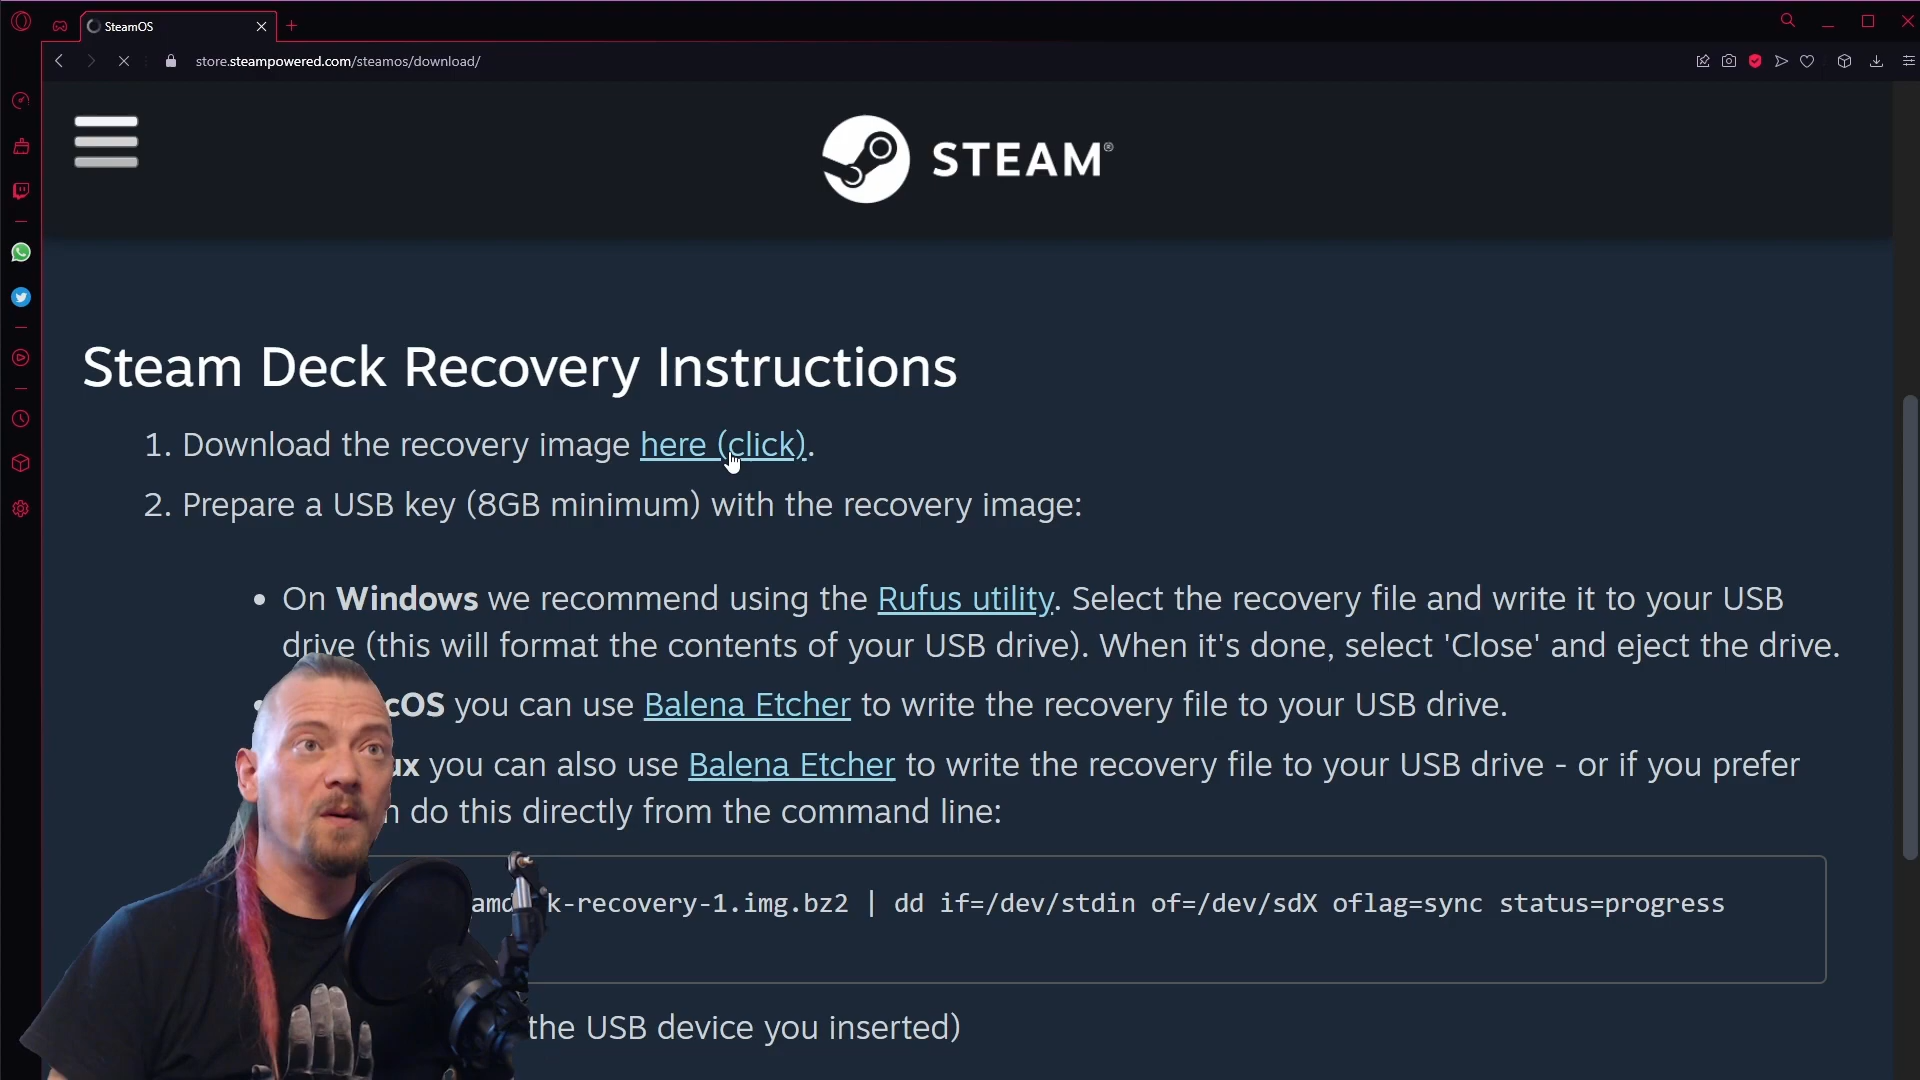 SteamOS
store.steampowered.com/steamos/download/
STEAM®
Steam Deck Recovery Instructions
1. Download the recovery image here (click).
2. Prepare a USB key (8GB minimum) with the recovery image:
• On Windows we recommend using the Rufus utility. Select the recovery file and write it to your USB
drive (this will format the contents of your USB drive). When it's done, select 'Close' and eject the drive.
cOS you can use Balena Etcher to write the recovery file to your USB drive.
ux you can also use Balena Etcher to write the recovery file to your USB drive - or if you prefer
do this directly from the command line:
k-recovery-1.img.bz2 | dd if=/dev/stdin of=/dev/sdX oflag=sync status=progress
the USB device you inserted)